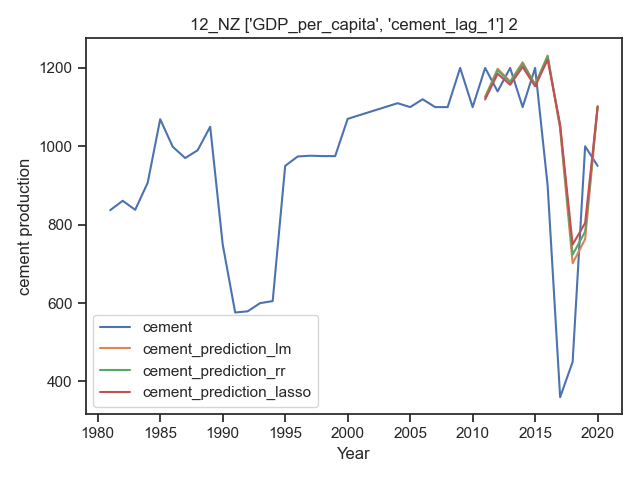 12_NZ ['GDP_per_capita', 'cement_lag_1'] 2
cement production
1200
1000
800
600
400
cement
cement_prediction_lm
cement_prediction_rr
cement_prediction_lasso
1980 1985 1990 1995 2000 2005 2010 2015 2020
Year